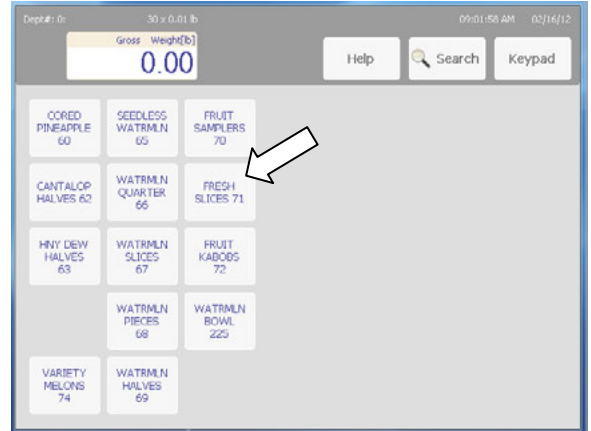 Dept#: 0: 30 x 0.01 lb 09:01:58 AM 02/16/12
Gross Weight[lb]
0.00
Help
Search
Keypad
CORED
PINEAPPLE
60
SEEDLESS
WATRMLN
65
FRUIT
SAMPLERS
70
CANTALOP
HALVES 62
WATRMLN
QUARTER
66
FRESH
SLICES 71
HNY DEW
HALVES
63
WATRMLN
SLICES
67
FRUIT
KABOBS
72
WATRMLN
PIECES
68
WATRMLN
BOWL
225
VARIETY
MELONS
74
WATRMLN
HALVES
69